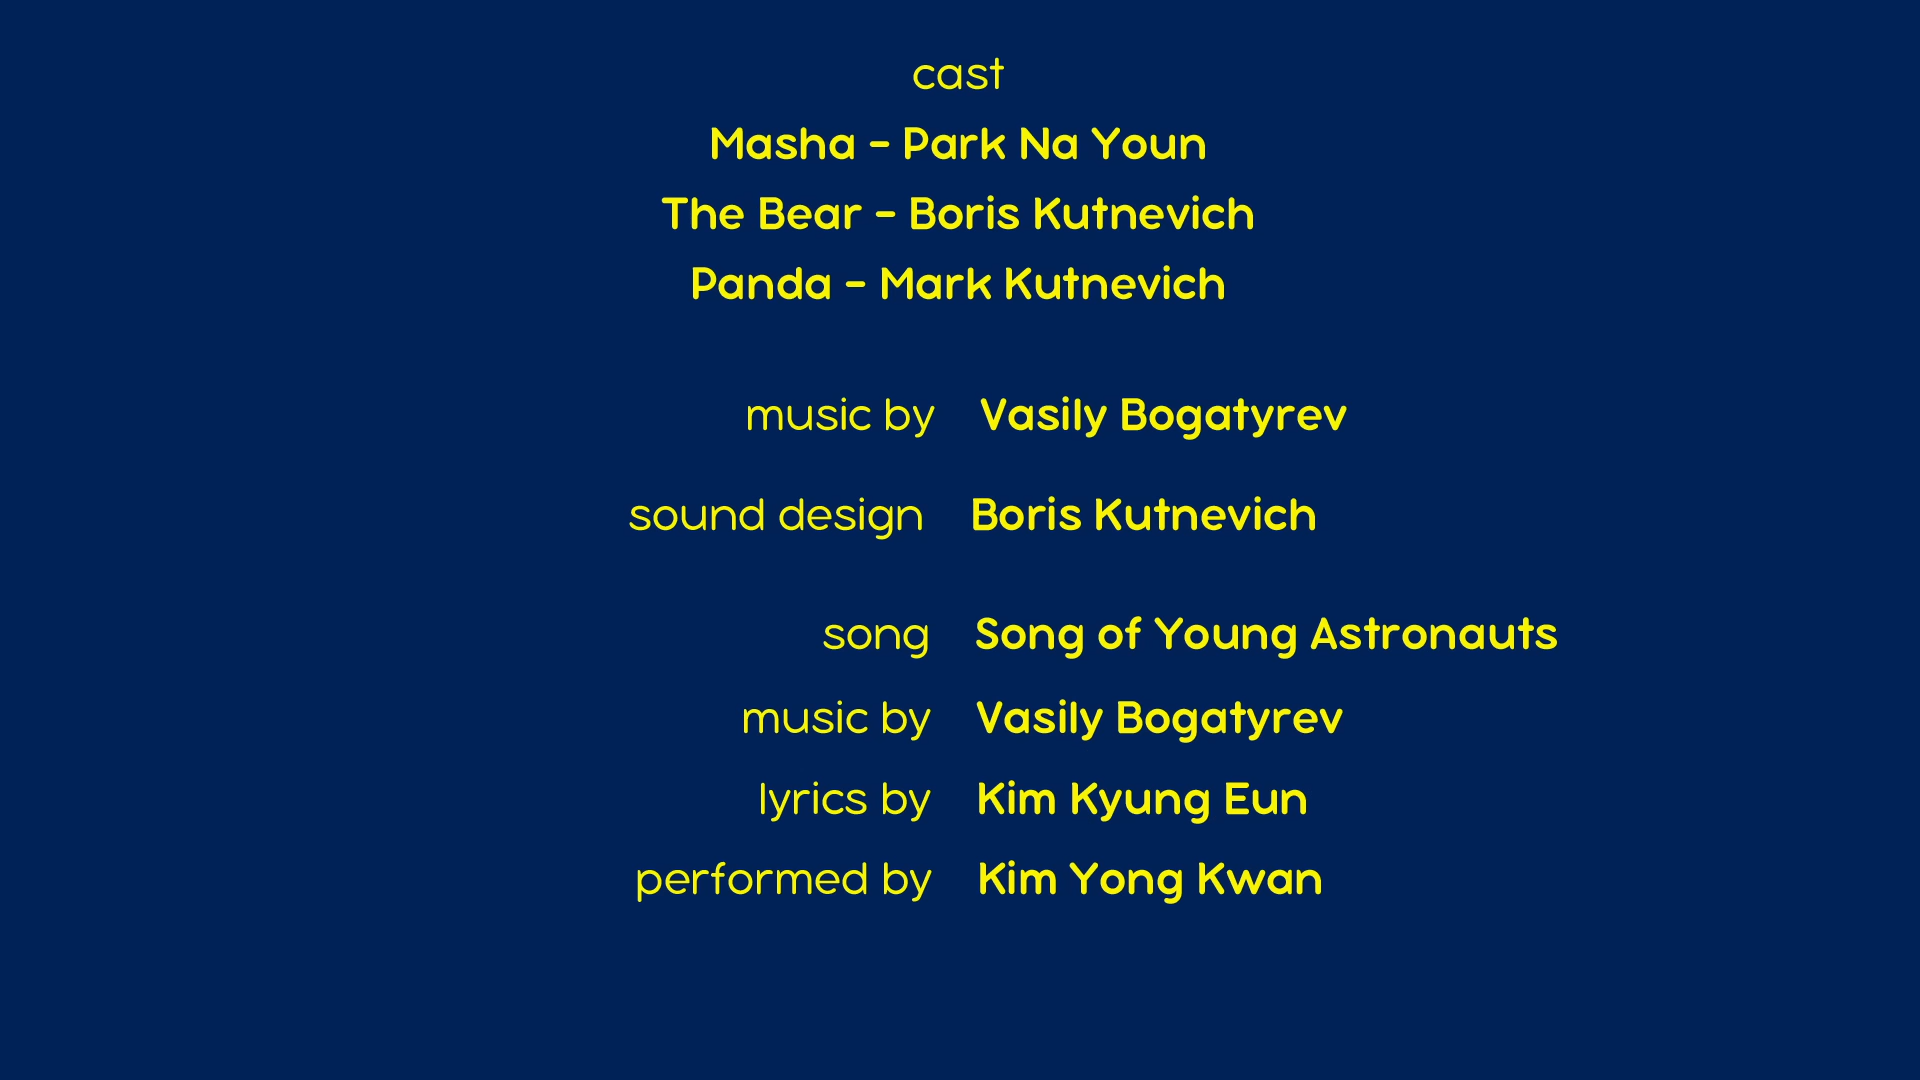 cast
Masha - Park Na Youn
The Bear - Boris Kutnevich
Panda - Mark Kutnevich
music by Vasily Bogatyrev
sound design Boris Kutnevich
song Song of Young Astronauts
music by Vasily Bogatyrev
lyrics by Kim Kyung Eun
performed by Kim Yong Kwan